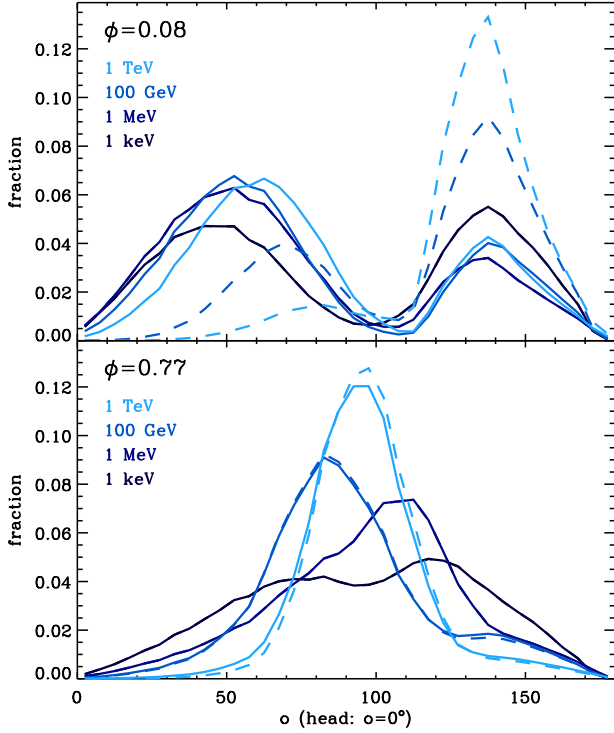 ϕ=0.08
1 TeV
100 GeV
1 MeV
1 keV
0.12
0.10
0.08
0.06
0.04
0.02
0.00
fraction
ϕ=0.77
1 TeV
100 GeV
1 MeV
1 keV
0.12
0.10
0.08
0.06
0.04
0.02
0.00
fraction
0 50 100 150
o (head: o=0°)